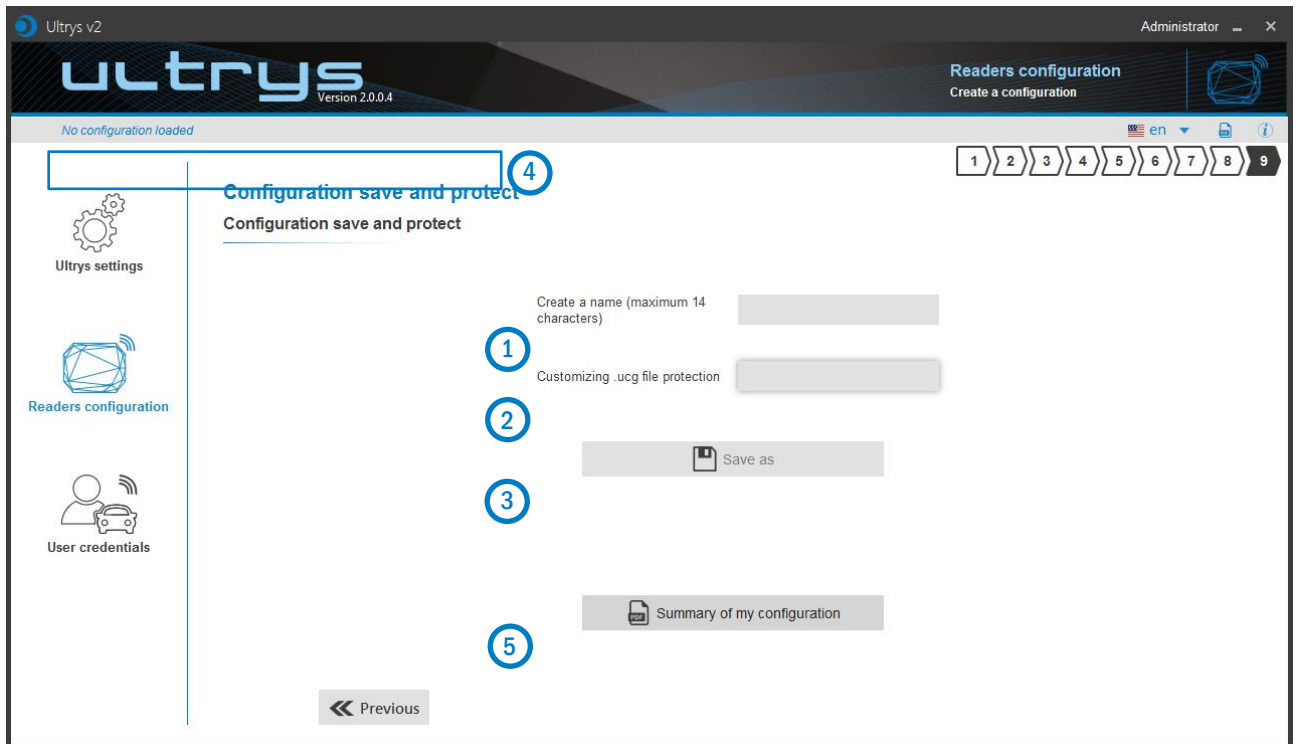 Ultrys v2
Administrator
ultrys
Version 2.0.0.4
Readers configuration
Create a configuration
No configuration loaded
en
1 2 3 4 5 6 7 8 9
4
Configuration save and protect
Configuration save and protect
Ultrys settings
Create a name (maximum 14
characters)
1
Customizing .ucg file protection
Readers configuration
2
Save as
3
User credentials
PDF Summary of my configuration
5
Previous